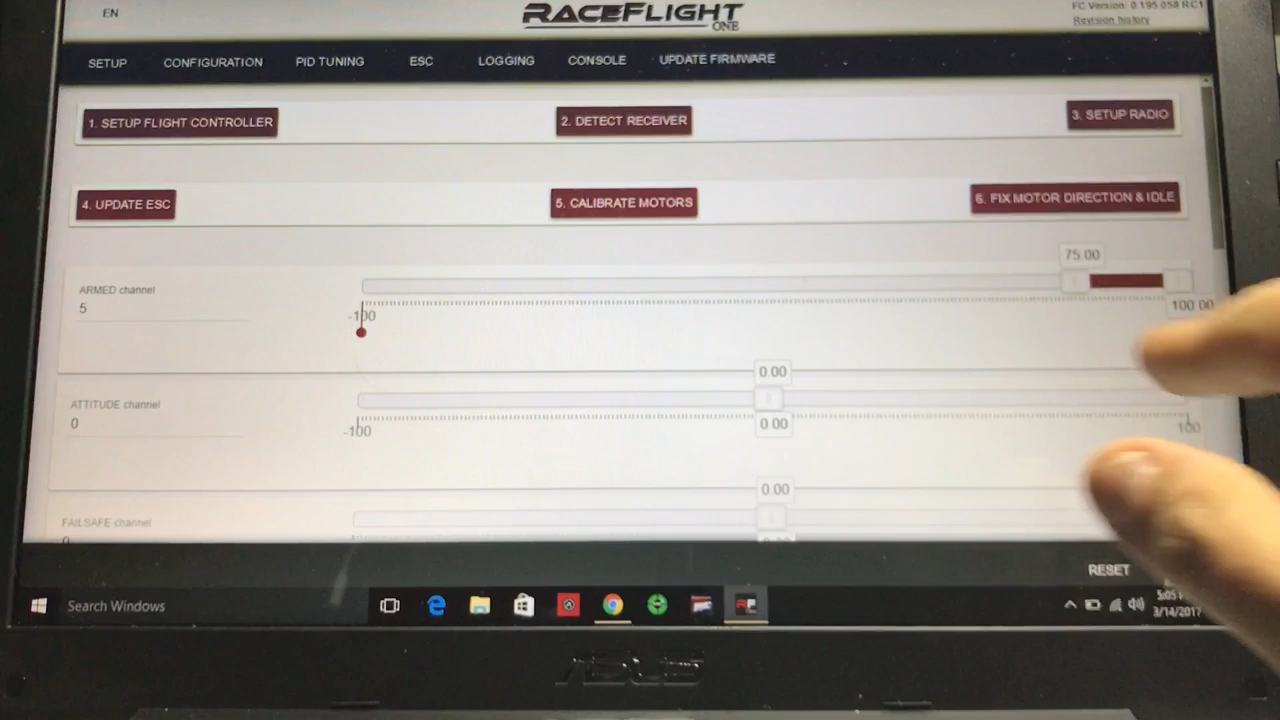 EN
RACEFLIGHT
ONE
FC Version: 0.195.058 RC1
Revision history
SETUP CONFIGURATION PID TUNING ESC LOGGING CONSOLE UPDATE FIRMWARE
1. SETUP FLIGHT CONTROLLER 2. DETECT RECEIVER 3. SETUP RADIO
4. UPDATE ESC 5. CALIBRATE MOTORS 6. FIX MOTOR DIRECTION & IDLE
75.00
ARMED channel
5
-100 100.00
0.00
ATTITUDE channel
0
-100 0.00 100
0.00
FAILSAFE channel
RESET
Search Windows
3/14/2017
ASUS